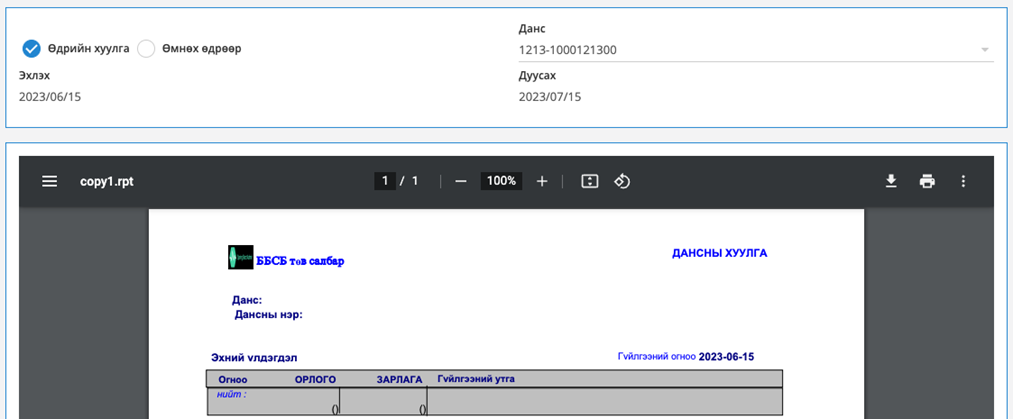 Өдрийн хуулга Өмнөх өдрөөр
Данс
1213-1000121300
Эхлэх
2023/06/15
Дуусах
2023/07/15
copy1.rpt 1 / 1 100%
ББСБ төв салбар
ДАНСНЫ ХУУЛГА
Данс:
Дансны нэр:
Эхний vлдэгдэл
Гvйлгээний огноо 2023-06-15
Огноо ОРЛОГО ЗАРЛАГА Гvйлгээний утга
нийт :
() ()